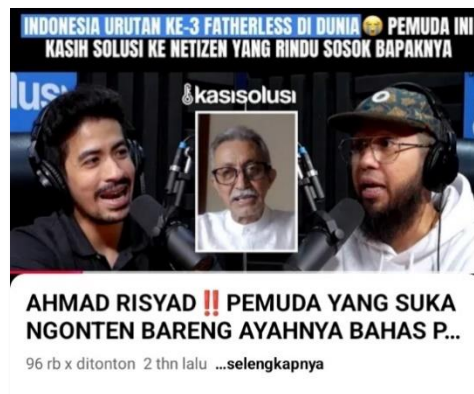 INDONESIA URUTAN KE-3 FATHERLESS DI DUNIA😭 PEMUDA INI
KASIH SOLUSI KE NETIZEN YANG RINDU SOSOK BAPAKNYA
lus
kasisolusi
AHMAD RISYAD‼️PEMUDA YANG SUKA
NGONTEN BARENG AYAHNYA BAHAS P...
96 rb x ditonton 2 thn lalu ...selengkapnya